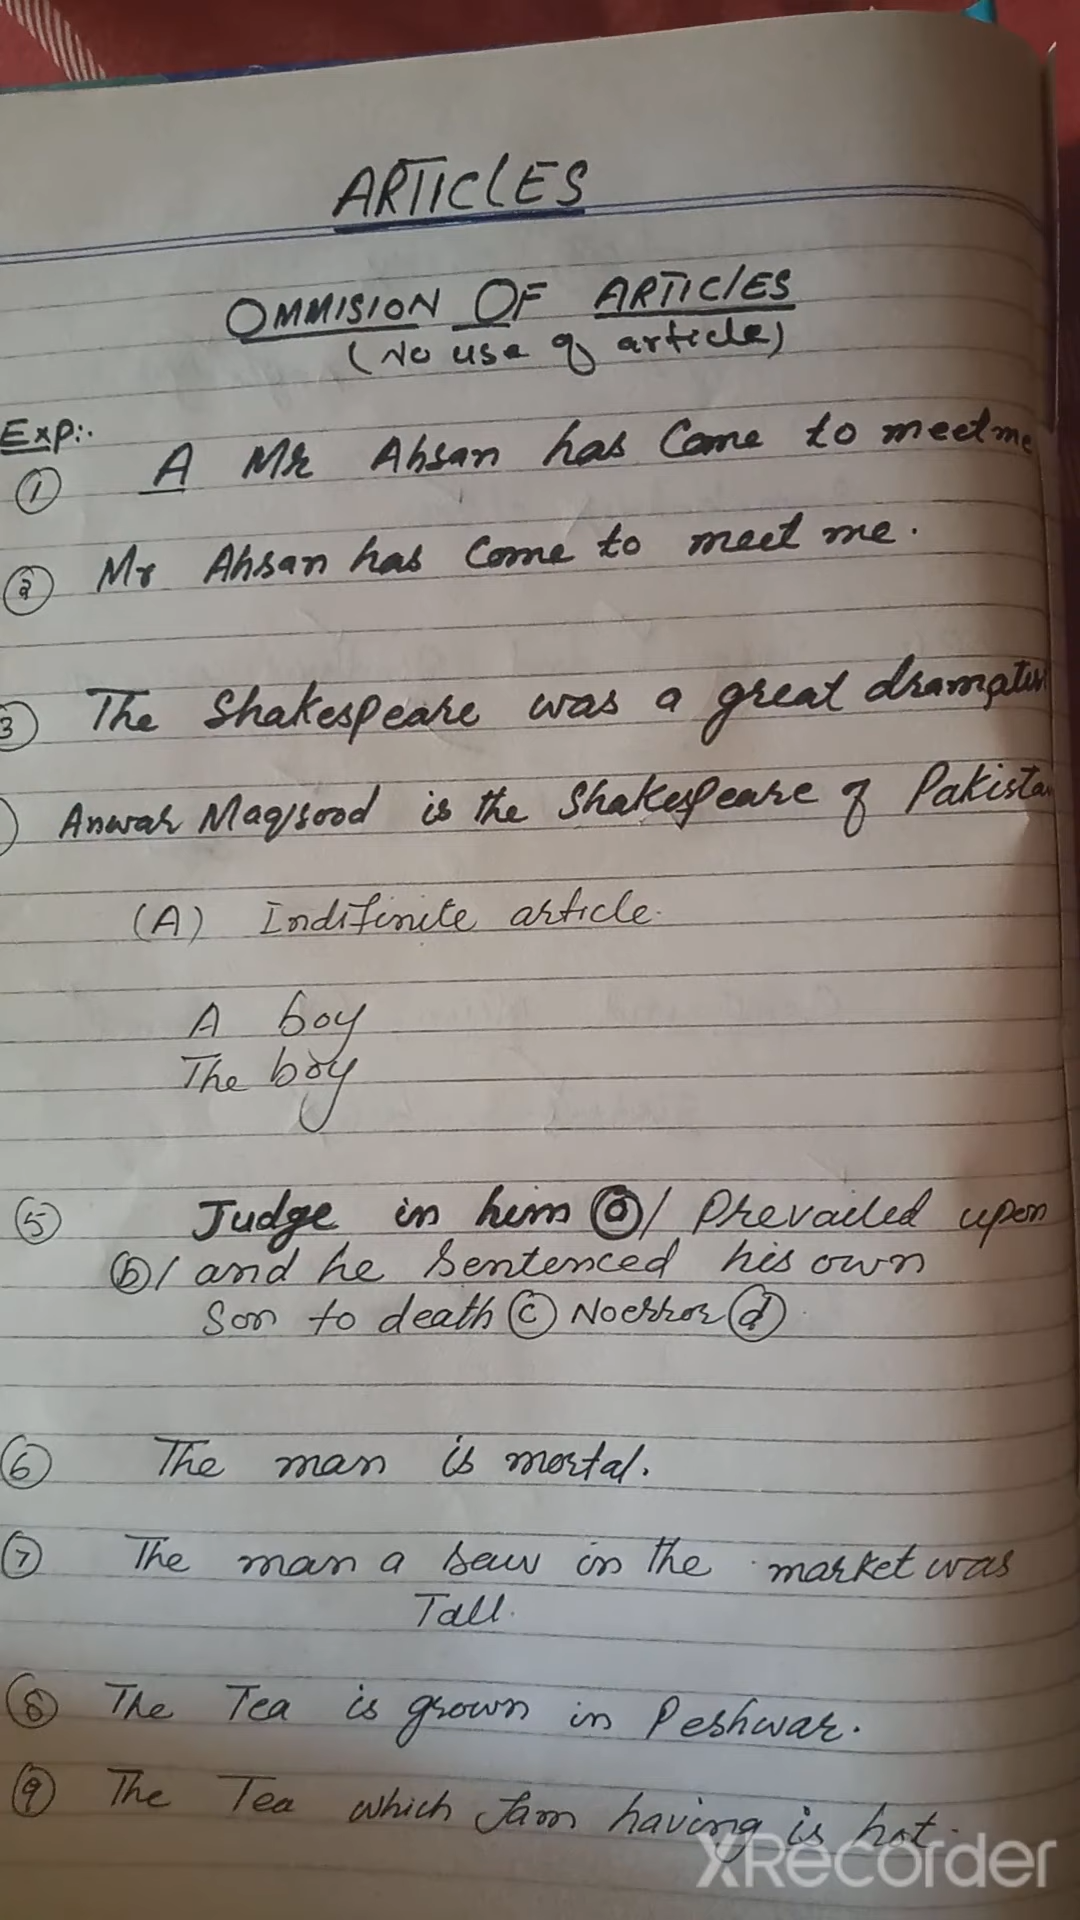 ARTICLES
OMMISION OF ARTICLES
(No use of article)
Exp:.
① A Mr Ahsan has Come to meet me
② Mr Ahsan has Come to meet me.
3 The Shakespeare was a great
Anwar Maqsood is the Shakespeare of
(A) Indifinite article.
A boy
The boy
⑤ Judge in him ⓐ/ Prevailed upon
ⓑ/ and he Sentenced his own
Son to death ⓒ No error ⓓ.
⑥ The man is mortal.
⑦ The man a saw in the market was
Tall.
⑧ The Tea is grown in Peshwar.
⑨ The Tea which I am having is hot.
XRecorder